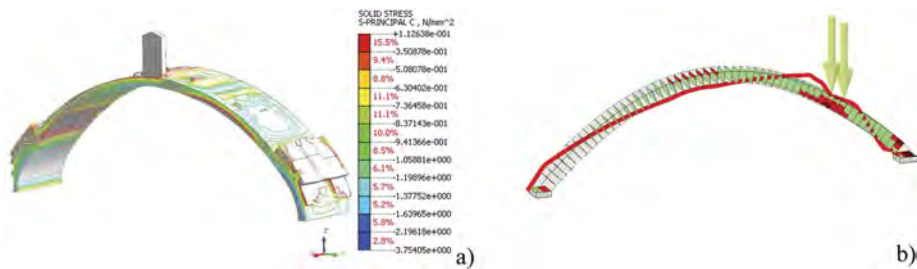 SOLID STRESS
S-PRINCIPAL C , N/mm^2
+1.12638e-001
15.5%
-3.50878e-001
9.4%
-5.08078e-001
8.8%
-6.30402e-001
11.1%
-7.36458e-001
11.1%
-8.37143e-001
10.0%
-9.41366e-001
8.5%
-1.05881e+000
6.1%
-1.19896e+000
5.7%
-1.37752e+000
5.2%
-1.63965e+000
5.8%
-2.19618e+000
2.8%
-3.75405e+000
Z
a)
b)